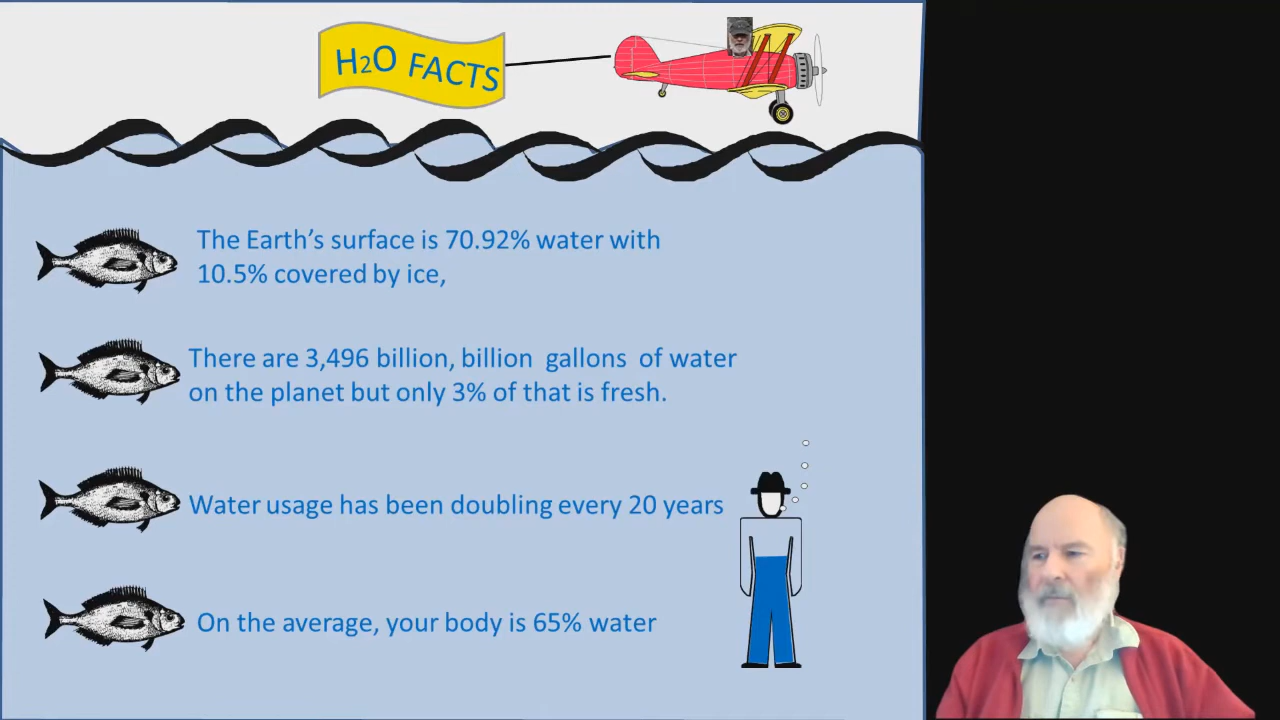 H2O FACTS
The Earth’s surface is 70.92% water with
10.5% covered by ice,
There are 3,496 billion, billion gallons of water
on the planet but only 3% of that is fresh.
Water usage has been doubling every 20 years
On the average, your body is 65% water